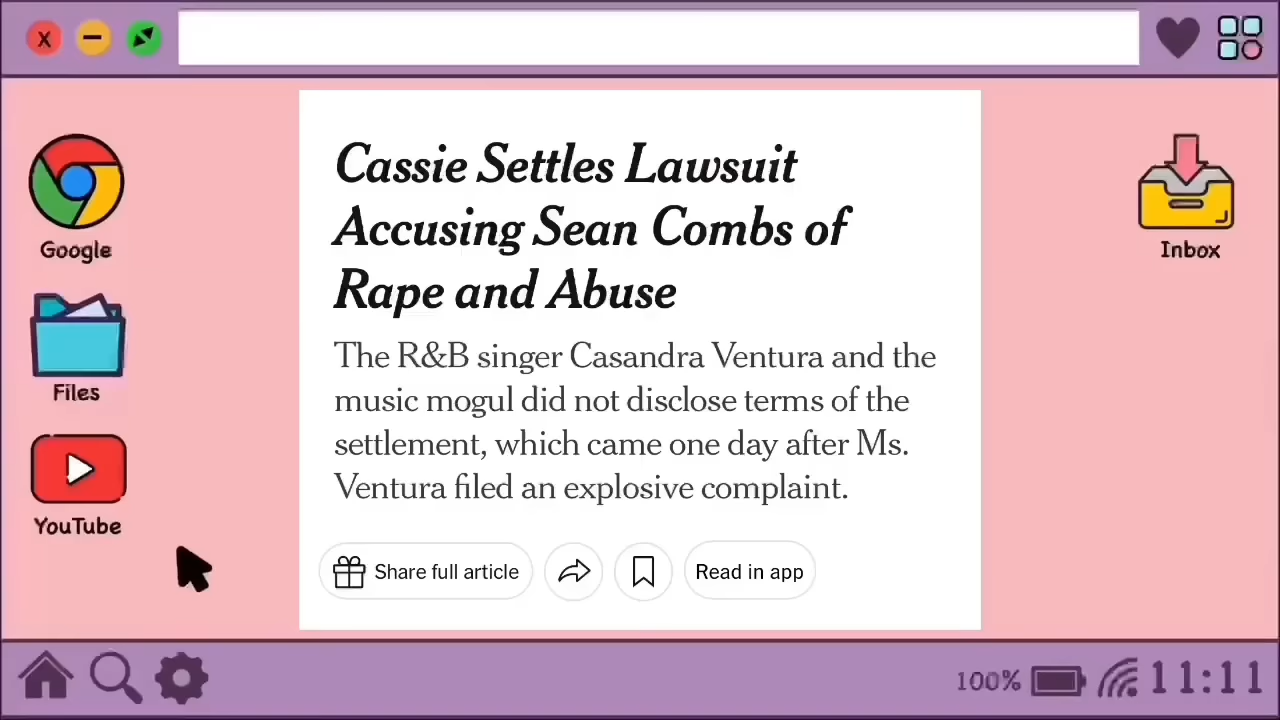 X
Cassie Settles Lawsuit
Accusing Sean Combs of
Rape and Abuse
The R&B singer Casandra Ventura and the
music mogul did not disclose terms of the
settlement, which came one day after Ms.
Ventura filed an explosive complaint.
Share full article
Read in app
Google
Files
YouTube
Inbox
100%
11:11